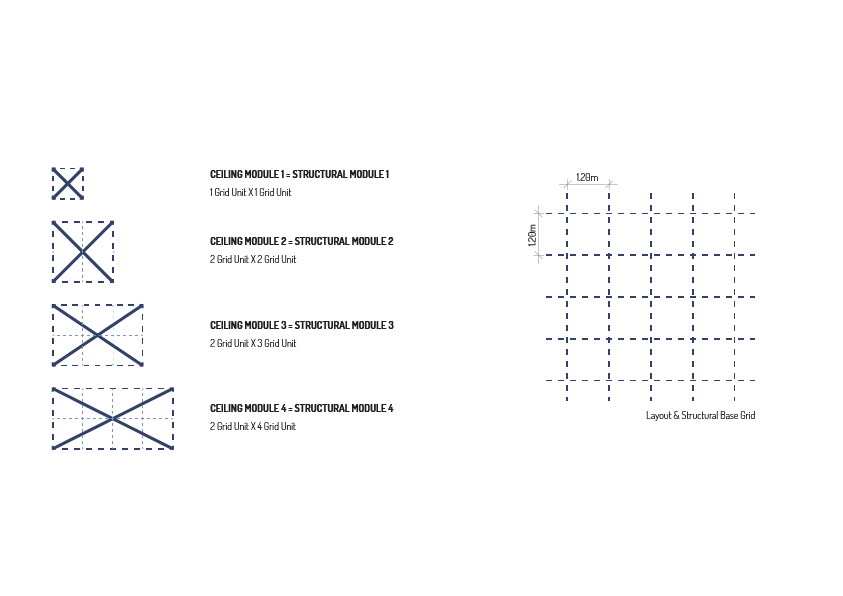 CEILING MODULE 1 = STRUCTURAL MODULE 1
1 Grid Unit X 1 Grid Unit
CEILING MODULE 2 = STRUCTURAL MODULE 2
2 Grid Unit X 2 Grid Unit
CEILING MODULE 3 = STRUCTURAL MODULE 3
2 Grid Unit X 3 Grid Unit
CEILING MODULE 4 = STRUCTURAL MODULE 4
2 Grid Unit X 4 Grid Unit
1.20m
1.20m
Layout & Structural Base Grid